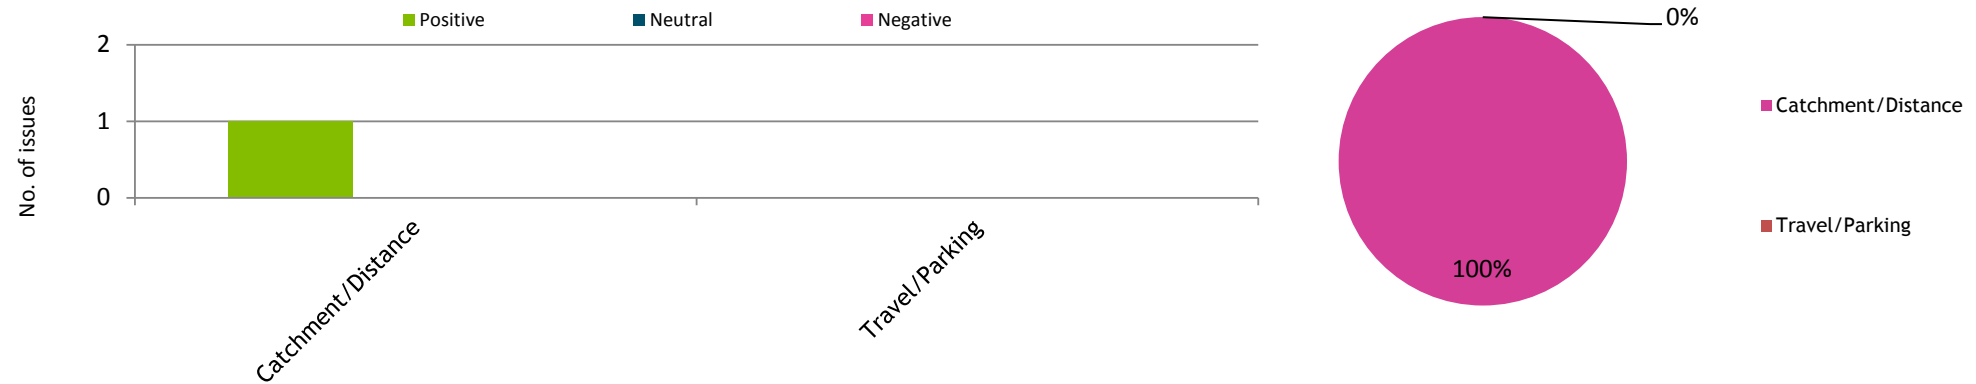 Positive Neutral Negative
No. of issues
2
1
0
Catchment/Distance
Travel/Parking
0%
100%
Catchment/Distance
Travel/Parking